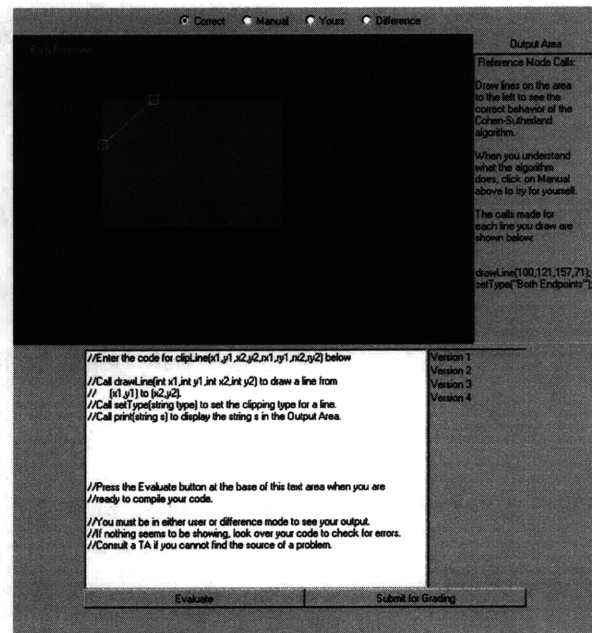 Correct Manual Yours Difference
Both Endpoints
Output Area
Reference Mode Calls:
Draw lines on the area
to the left to see the
correct behavior of the
Cohen-Sutherland
algorithm.
When you understand
what the algorithm
does, click on Manual
above to try for yourself.
The calls made for
each line you draw are
shown below:
drawLine(100,121,157,71);
setType("Both Endpoints");
//Enter the code for clipLine(x1,y1,x2,y2,rx1,ry1,rx2,ry2) below
//Call drawLine(int x1,int y1,int x2,int y2) to draw a line from
// (x1,y1) to (x2,y2).
//Call setType(string type) to set the clipping type for a line.
//Call print(string s) to display the string s in the Output Area.
//Press the Evaluate button at the base of this text area when you are
//ready to compile your code.
//You must be in either user or difference mode to see your output.
//If nothing seems to be showing, look over your code to check for errors.
//Consult a TA if you cannot find the source of a problem.
Version 1
Version 2
Version 3
Version 4
Evaluate
Submit for Grading